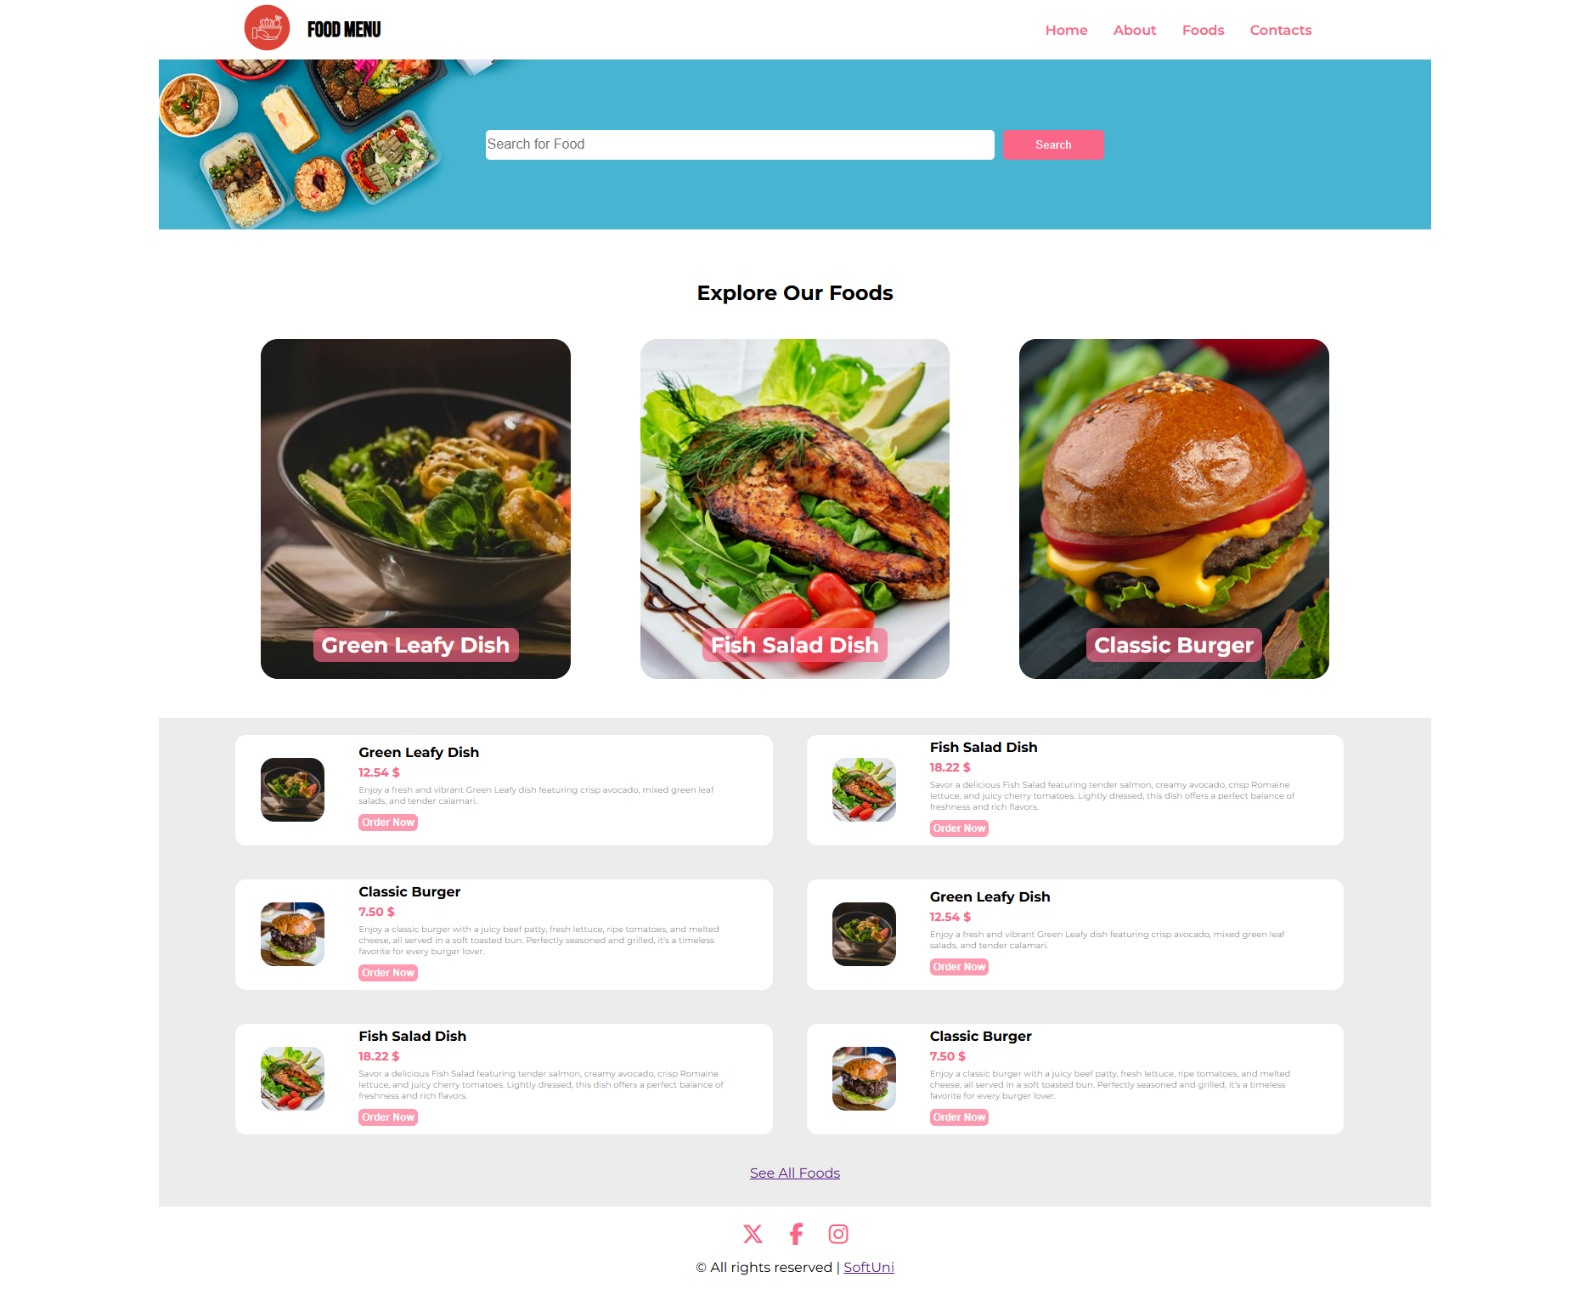 FOOD MENU
Home About Foods Contacts
Search for Food
Search
Explore Our Foods
Green Leafy Dish
Fish Salad Dish
Classic Burger
Green Leafy Dish
12.54 $
Enjoy a fresh and vibrant Green Leafy dish featuring crisp avocado, mixed green leaf
salads, and tender calamari.
Order Now
Fish Salad Dish
18.22 $
Savor a delicious Fish Salad featuring tender salmon, creamy avocado, crisp Romaine
lettuce, and juicy cherry tomatoes. Lightly dressed, this dish offers a perfect balance of
freshness and rich flavors.
Order Now
Classic Burger
7.50 $
Enjoy a classic burger with a juicy beef patty, fresh lettuce, ripe tomatoes, and melted
cheese, all served in a soft toasted bun. Perfectly seasoned and grilled, it's a timeless
favorite for every burger lover.
Order Now
Green Leafy Dish
12.54 $
Enjoy a fresh and vibrant Green Leafy dish featuring crisp avocado, mixed green leaf
salads, and tender calamari.
Order Now
Fish Salad Dish
18.22 $
Savor a delicious Fish Salad featuring tender salmon, creamy avocado, crisp Romaine
lettuce, and juicy cherry tomatoes. Lightly dressed, this dish offers a perfect balance of
freshness and rich flavors.
Order Now
Classic Burger
7.50 $
Enjoy a classic burger with a juicy beef patty, fresh lettuce, ripe tomatoes, and melted
cheese, all served in a soft toasted bun. Perfectly seasoned and grilled, it's a timeless
favorite for every burger lover.
Order Now
See All Foods
© All rights reserved | SoftUni